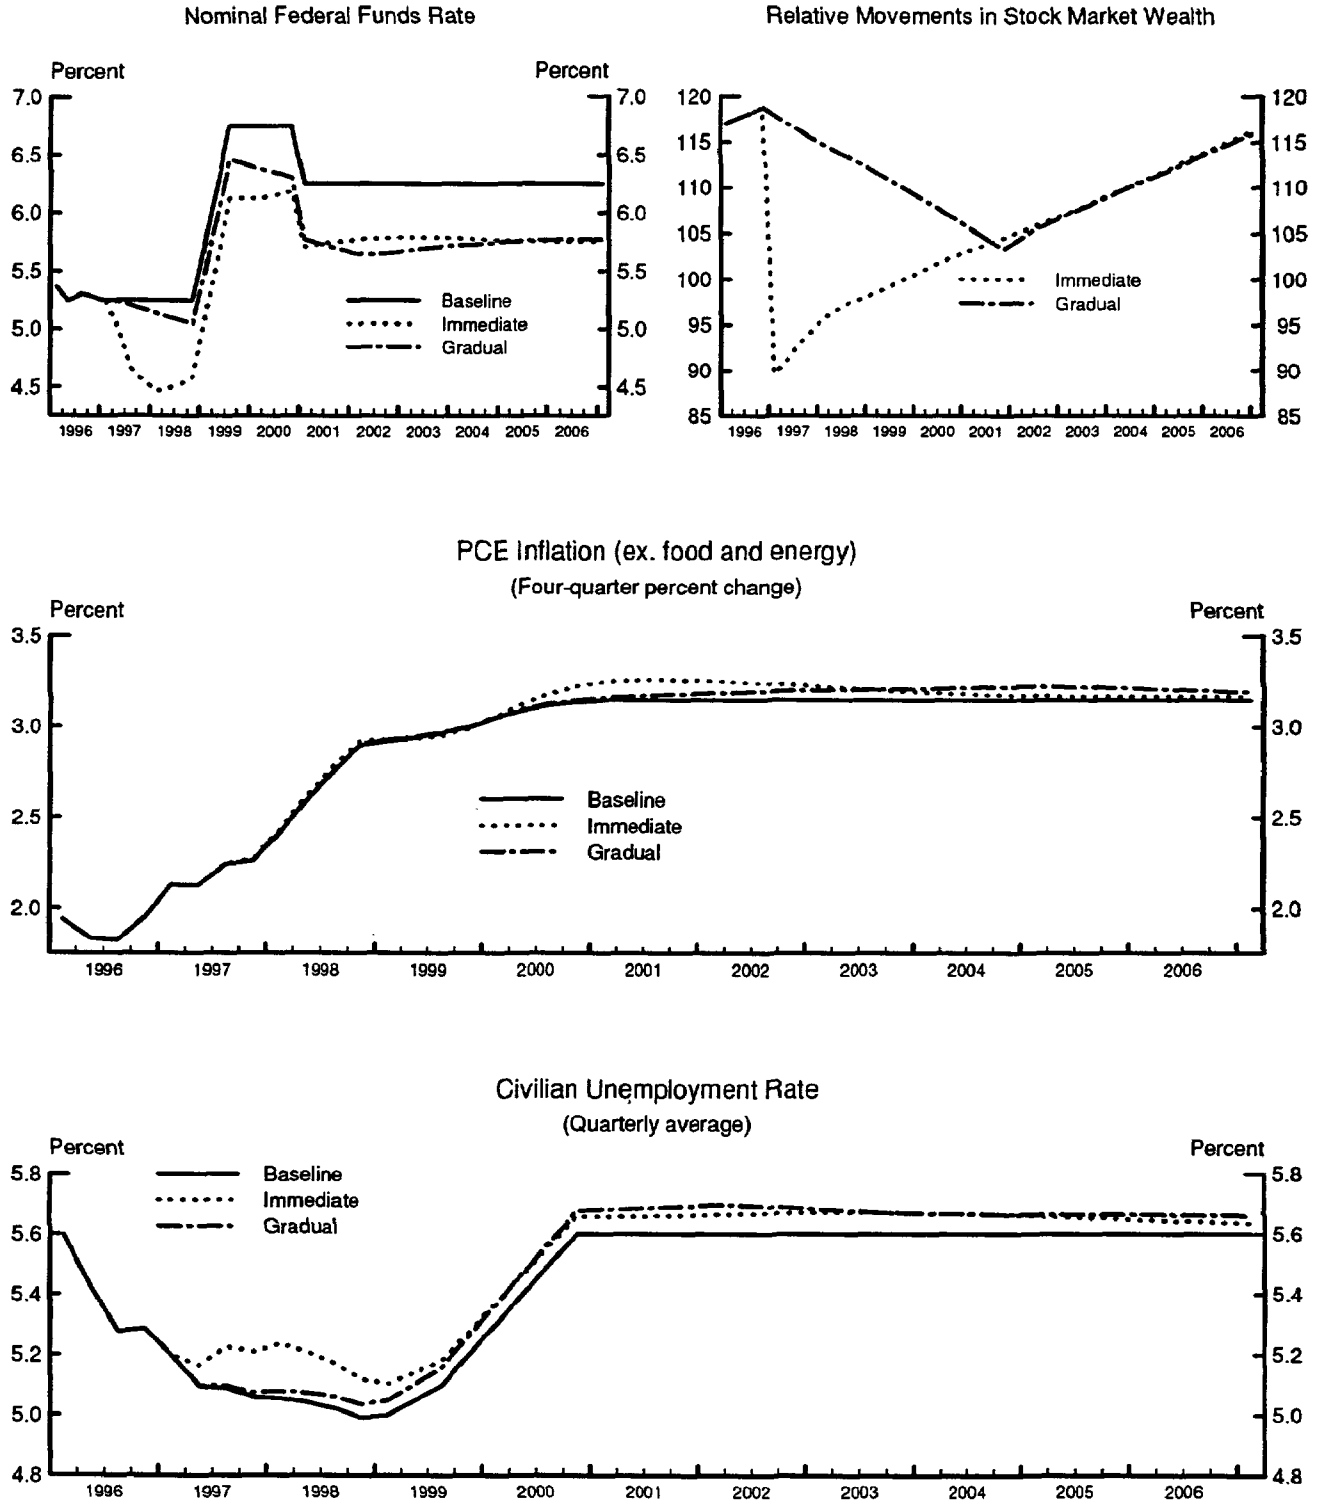 Nominal Federal Funds Rate
Percent Percent
7.0 7.0
6.5 6.5
6.0 6.0
5.5 5.5
5.0 5.0
4.5 4.5
Baseline
Immediate
Gradual
1996 1997 1998 1999 2000 2001 2002 2003 2004 2005 2006
Relative Movements in Stock Market Wealth
120 120
115 115
110 110
105 105
100 100
95 95
90 90
85 85
Immediate
Gradual
1996 1997 1998 1999 2000 2001 2002 2003 2004 2005 2006
PCE Inflation (ex. food and energy)
(Four-quarter percent change)
Percent Percent
3.5 3.5
3.0 3.0
2.5 2.5
2.0 2.0
Baseline
Immediate
Gradual
1996 1997 1998 1999 2000 2001 2002 2003 2004 2005 2006
Civilian Unemployment Rate
(Quarterly average)
Percent Percent
5.8 5.8
5.6 5.6
5.4 5.4
5.2 5.2
5.0 5.0
4.8 4.8
Baseline
Immediate
Gradual
1996 1997 1998 1999 2000 2001 2002 2003 2004 2005 2006